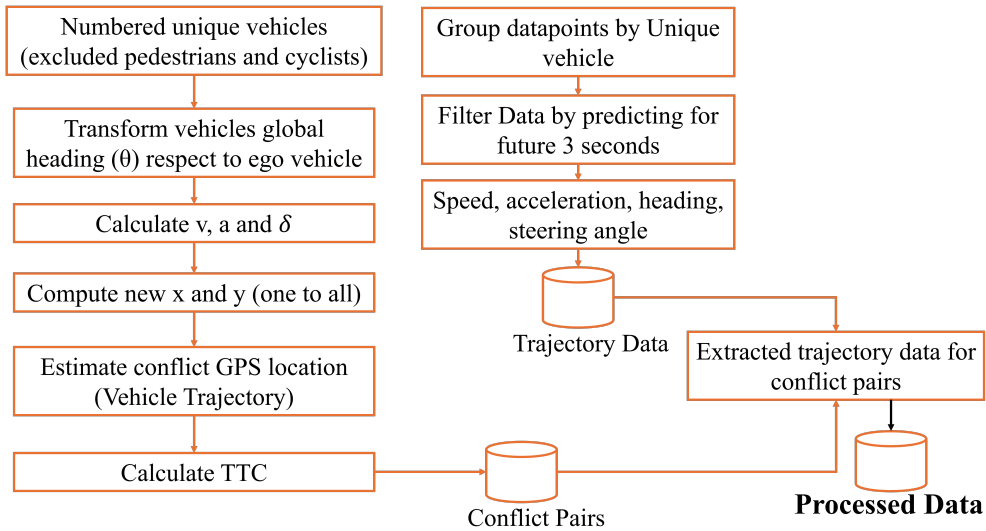 Numbered unique vehicles
(excluded pedestrians and cyclists)
Transform vehicles global
heading (θ) respect to ego vehicle
Calculate v, a and δ
Compute new x and y (one to all)
Estimate conflict GPS location
(Vehicle Trajectory)
Calculate TTC
Conflict Pairs
Group datapoints by Unique
vehicle
Filter Data by predicting for
future 3 seconds
Speed, acceleration, heading,
steering angle
Trajectory Data
Extracted trajectory data for
conflict pairs
Processed Data